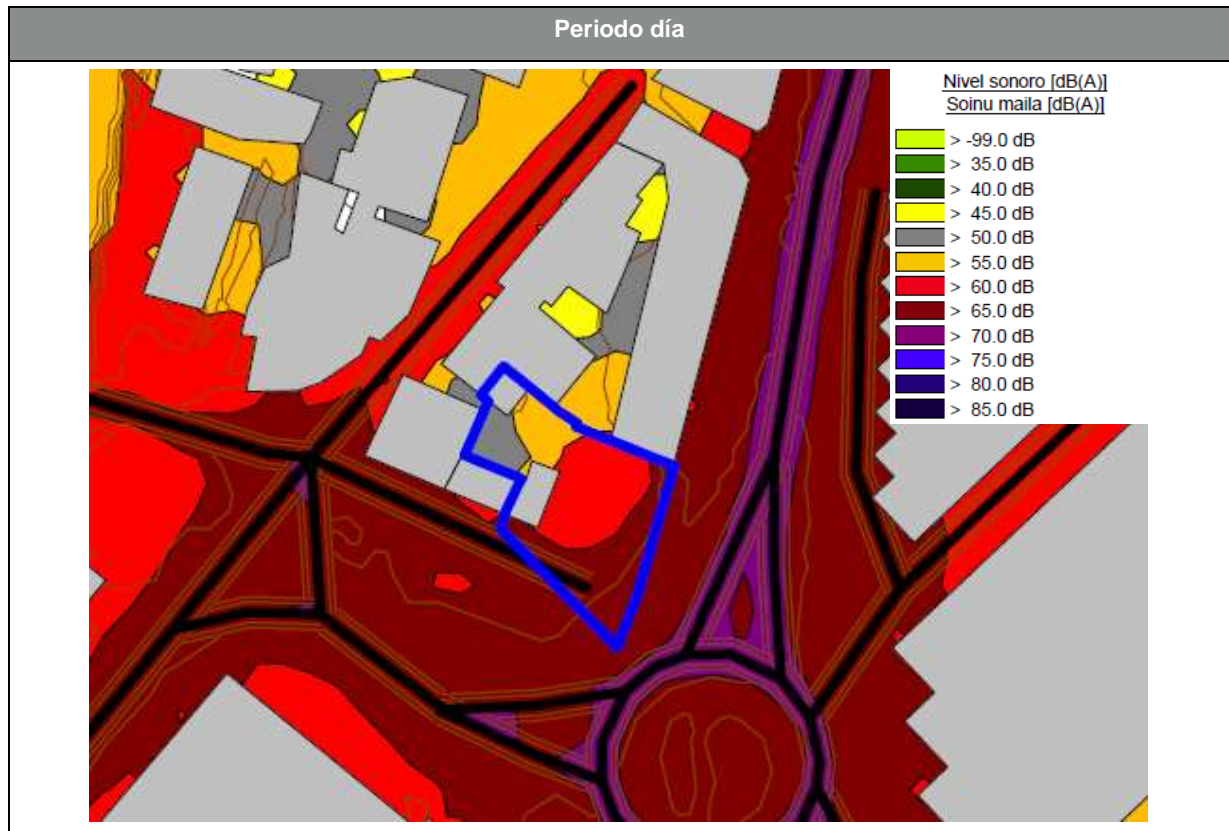 Periodo día
Nivel sonoro [dB(A)]
Soinu maila [dB(A)]
> -99.0 dB
> 35.0 dB
> 40.0 dB
> 45.0 dB
> 50.0 dB
> 55.0 dB
> 60.0 dB
> 65.0 dB
> 70.0 dB
> 75.0 dB
> 80.0 dB
> 85.0 dB